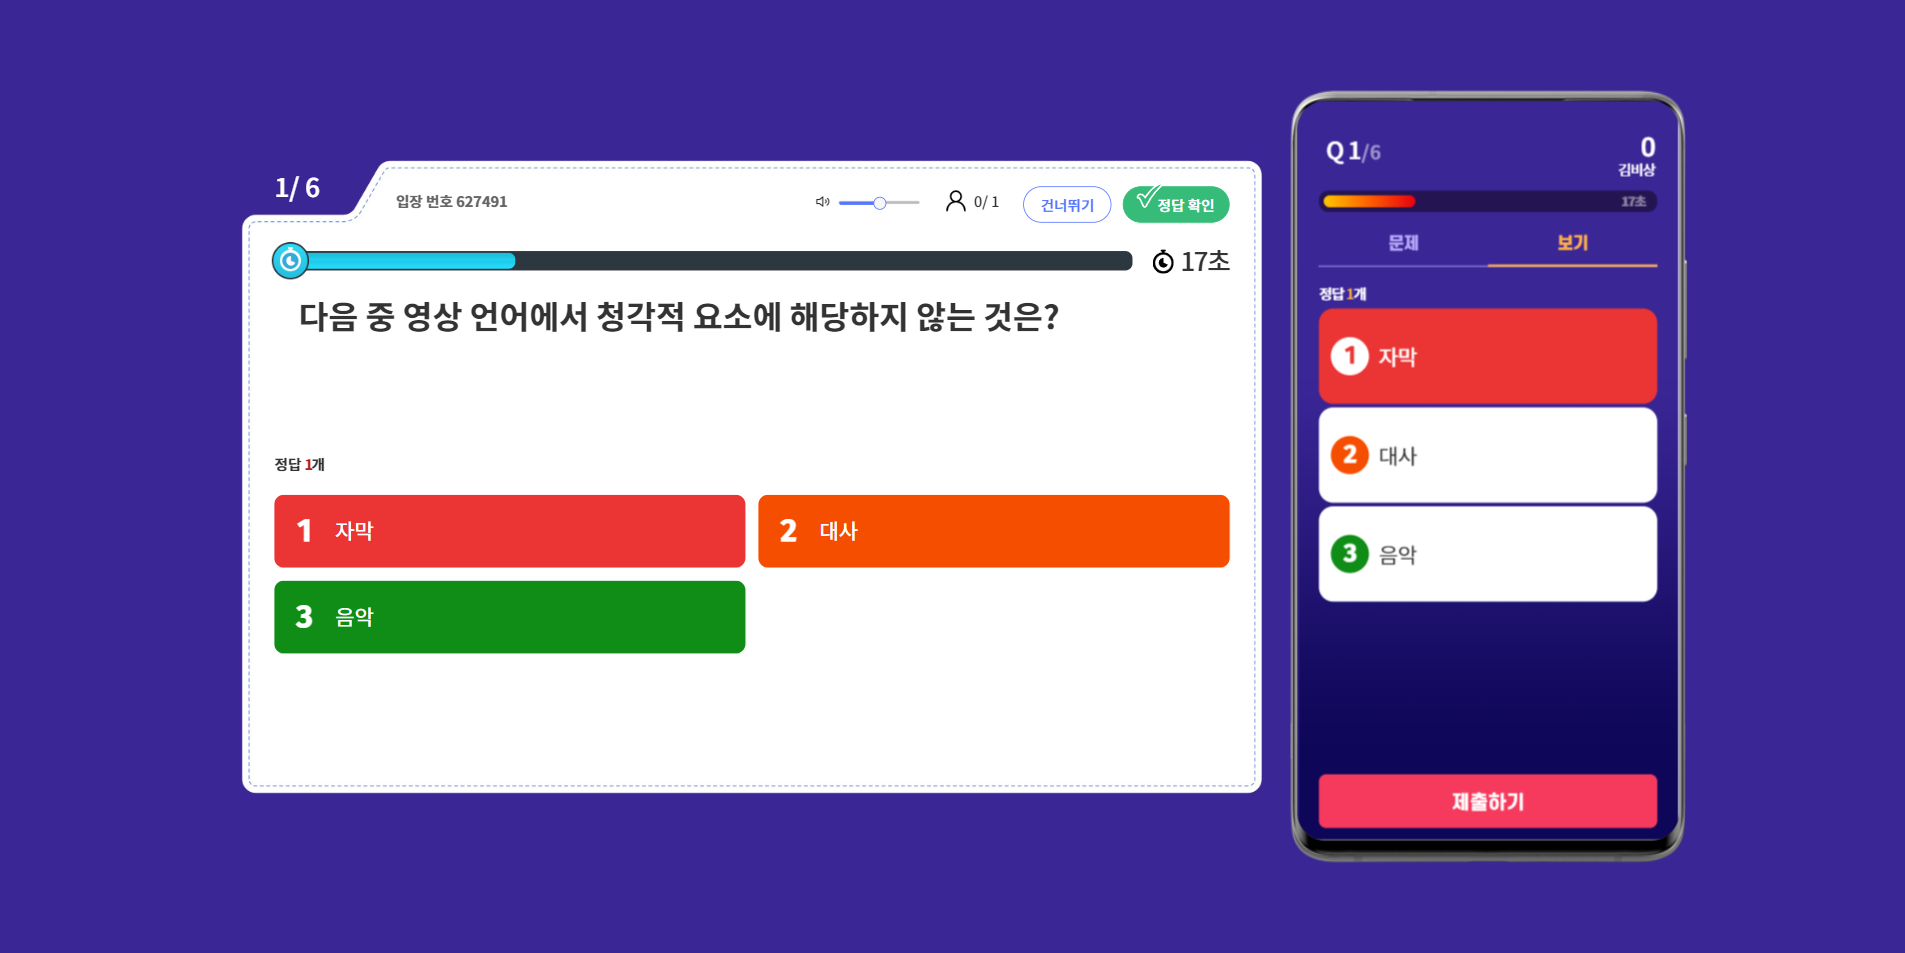 1/ 6
입장 번호 627491
0/ 1
건너뛰기
정답 확인
17초
다음 중 영상 언어에서 청각적 요소에 해당하지 않는 것은?
정답 1개
1 자막
2 대사
3 음악
Q 1/6
0
김비상
17초
문제
보기
정답 1개
1 자막
2 대사
3 음악
제출하기